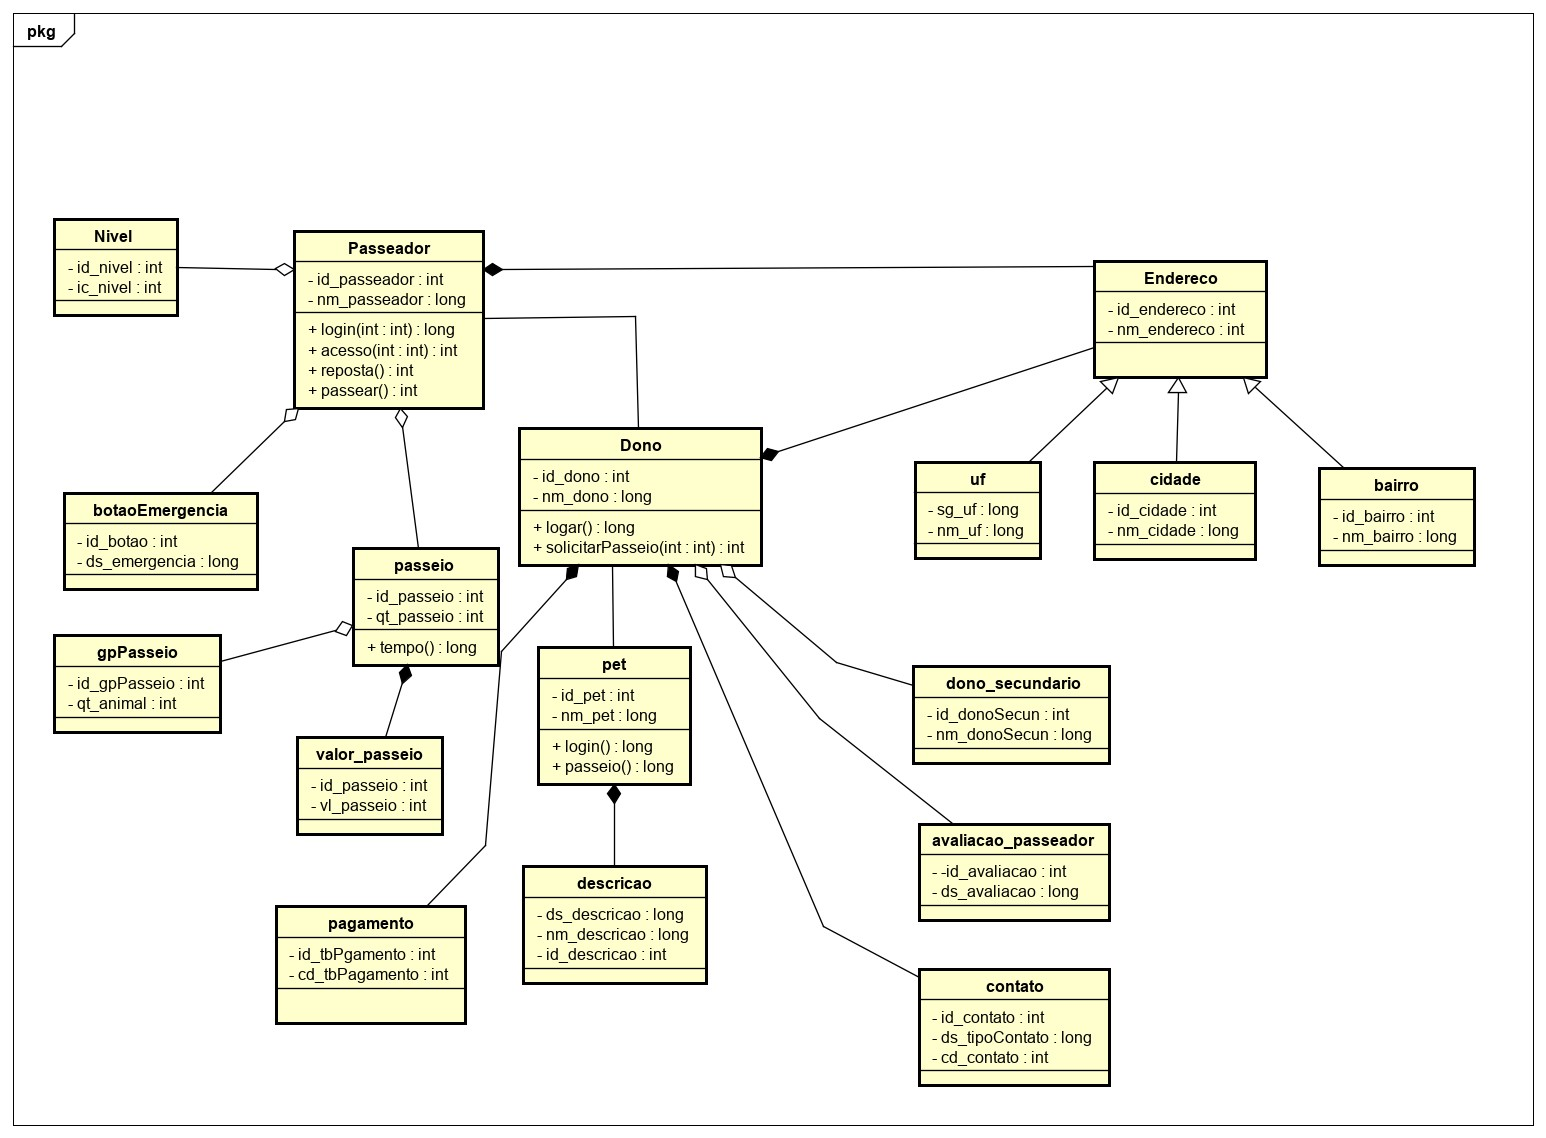 pkg
Nivel
- id_nivel : int
- ic_nivel : int
Passeador
- id_passeador : int
- nm_passeador : long
+ login(int : int) : long
+ acesso(int : int) : int
+ reposta() : int
+ passear() : int
Endereco
- id_endereco : int
- nm_endereco : int
Dono
- id_dono : int
- nm_dono : long
+ logar() : long
+ solicitarPasseio(int : int) : int
uf
- sg_uf : long
- nm_uf : long
cidade
- id_cidade : int
- nm_cidade : long
bairro
- id_bairro : int
- nm_bairro : long
botaoEmergencia
- id_botao : int
- ds_emergencia : long
passeio
- id_passeio : int
- qt_passeio : int
+ tempo() : long
gpPasseio
- id_gpPasseio : int
- qt_animal : int
pet
- id_pet : int
- nm_pet : long
+ login() : long
+ passeio() : long
dono_secundario
- id_donoSecun : int
- nm_donoSecun : long
valor_passeio
- id_passeio : int
- vl_passeio : int
avaliacao_passeador
- -id_avaliacao : int
- ds_avaliacao : long
descricao
- ds_descricao : long
- nm_descricao : long
- id_descricao : int
pagamento
- id_tbPgamento : int
- cd_tbPagamento : int
contato
- id_contato : int
- ds_tipoContato : long
- cd_contato : int